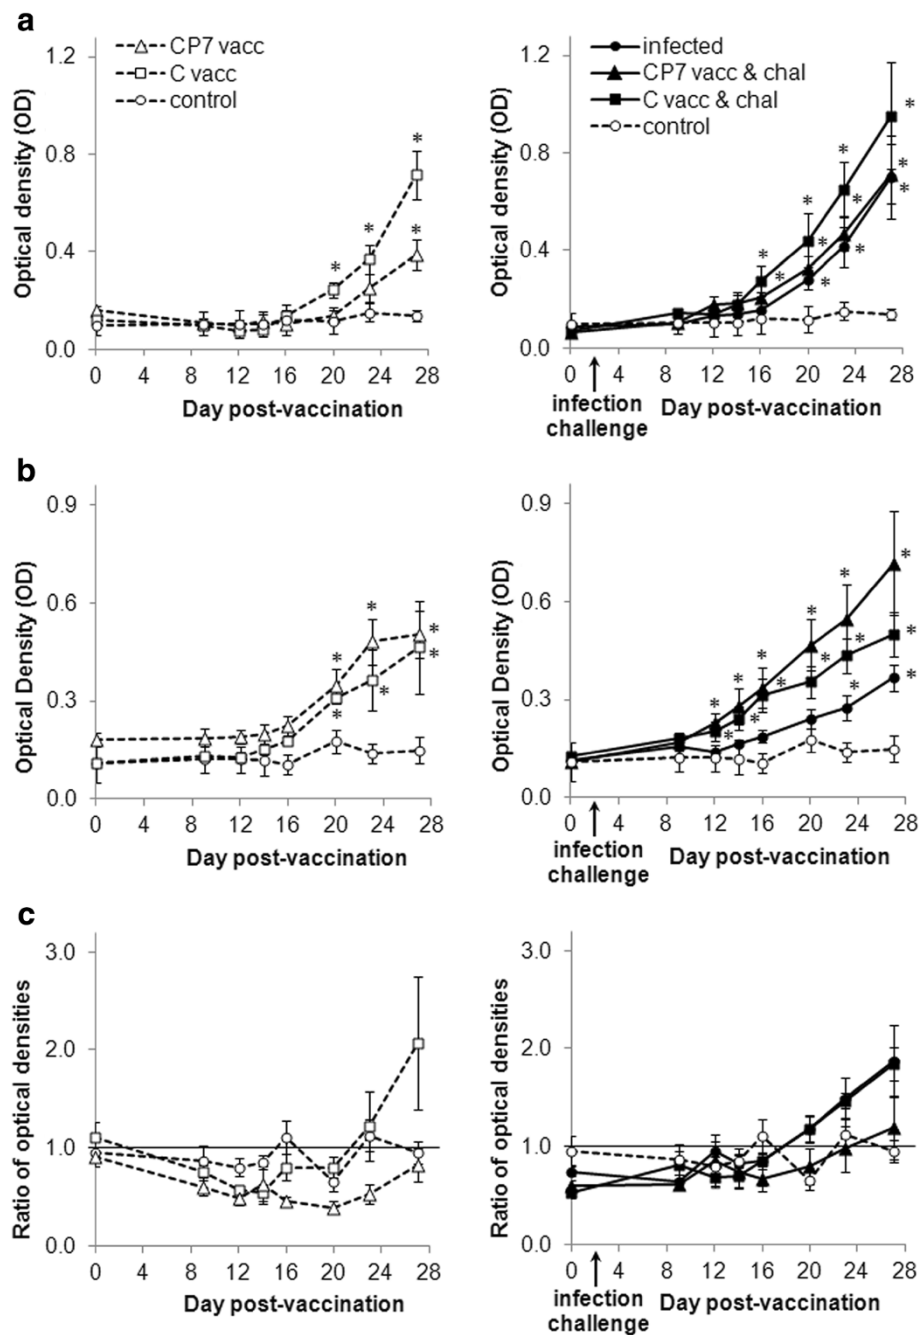 a
1.2
0.8
0.4
0.0
Optical density (OD)
CP7 vacc
C vacc
control
*
*
*
*
0 4 8 12 16 20 24 28
Day post-vaccination
infected
CP7 vacc & chal
C vacc & chal
control
1.2
0.8
0.4
0.0
Optical density (OD)
*
*
*
*
*
*
*
*
*
*
*
0 4 8 12 16 20 24 28
infection
challenge
Day post-vaccination
b
0.9
0.6
0.3
0.0
Optical Density (OD)
*
*
*
*
*
*
0 4 8 12 16 20 24 28
Day post-vaccination
0.9
0.6
0.3
0.0
Optical Density (OD)
*
*
*
*
*
*
*
*
*
*
*
*
*
*
0 4 8 12 16 20 24 28
infection
challenge
Day post-vaccination
c
3.0
2.0
1.0
0.0
Ratio of optical densities
0 4 8 12 16 20 24 28
Day post-vaccination
3.0
2.0
1.0
0.0
Ratio of optical densities
0 4 8 12 16 20 24 28
infection
challenge
Day post-vaccination